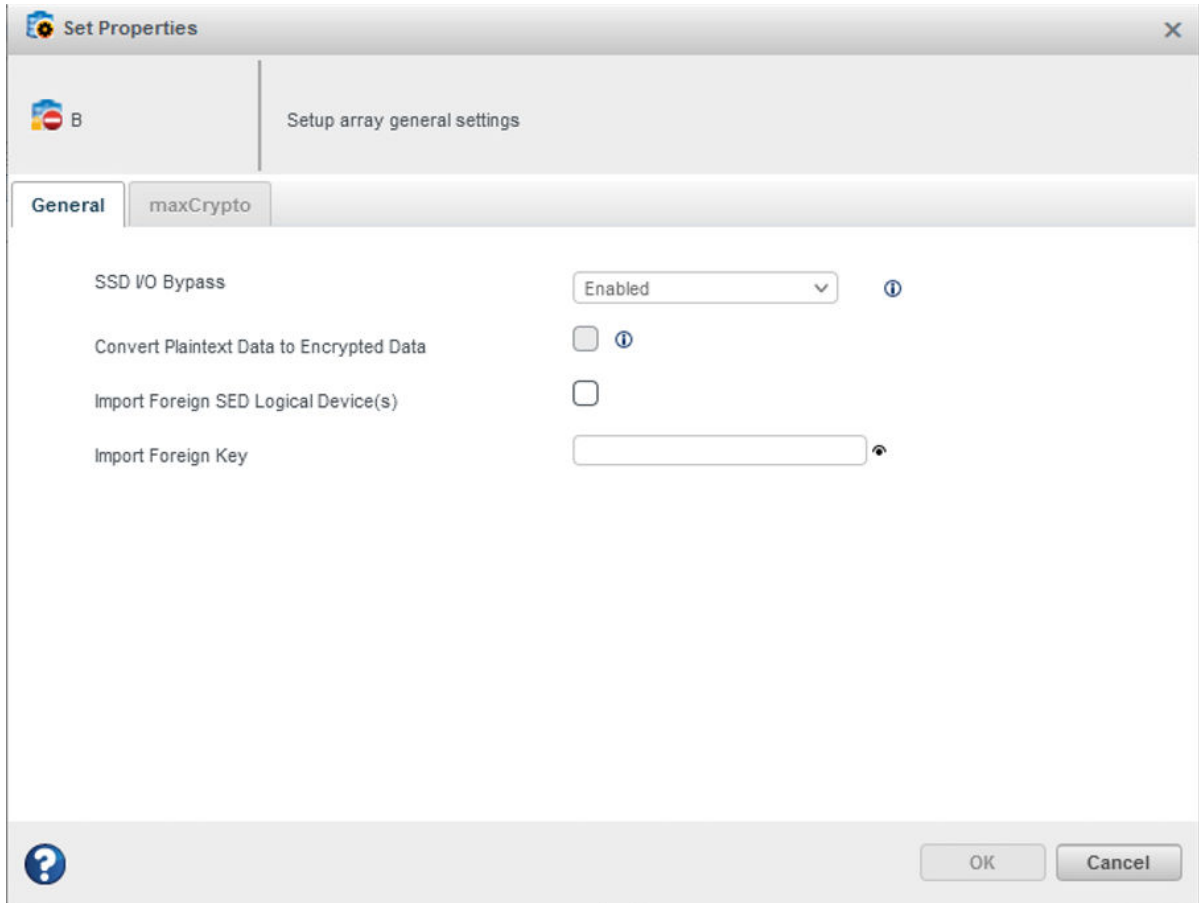 Set Properties
B
Setup array general settings
General
maxCrypto
SSD I/O Bypass
Enabled
Convert Plaintext Data to Encrypted Data
Import Foreign SED Logical Device(s)
Import Foreign Key
?
OK
Cancel